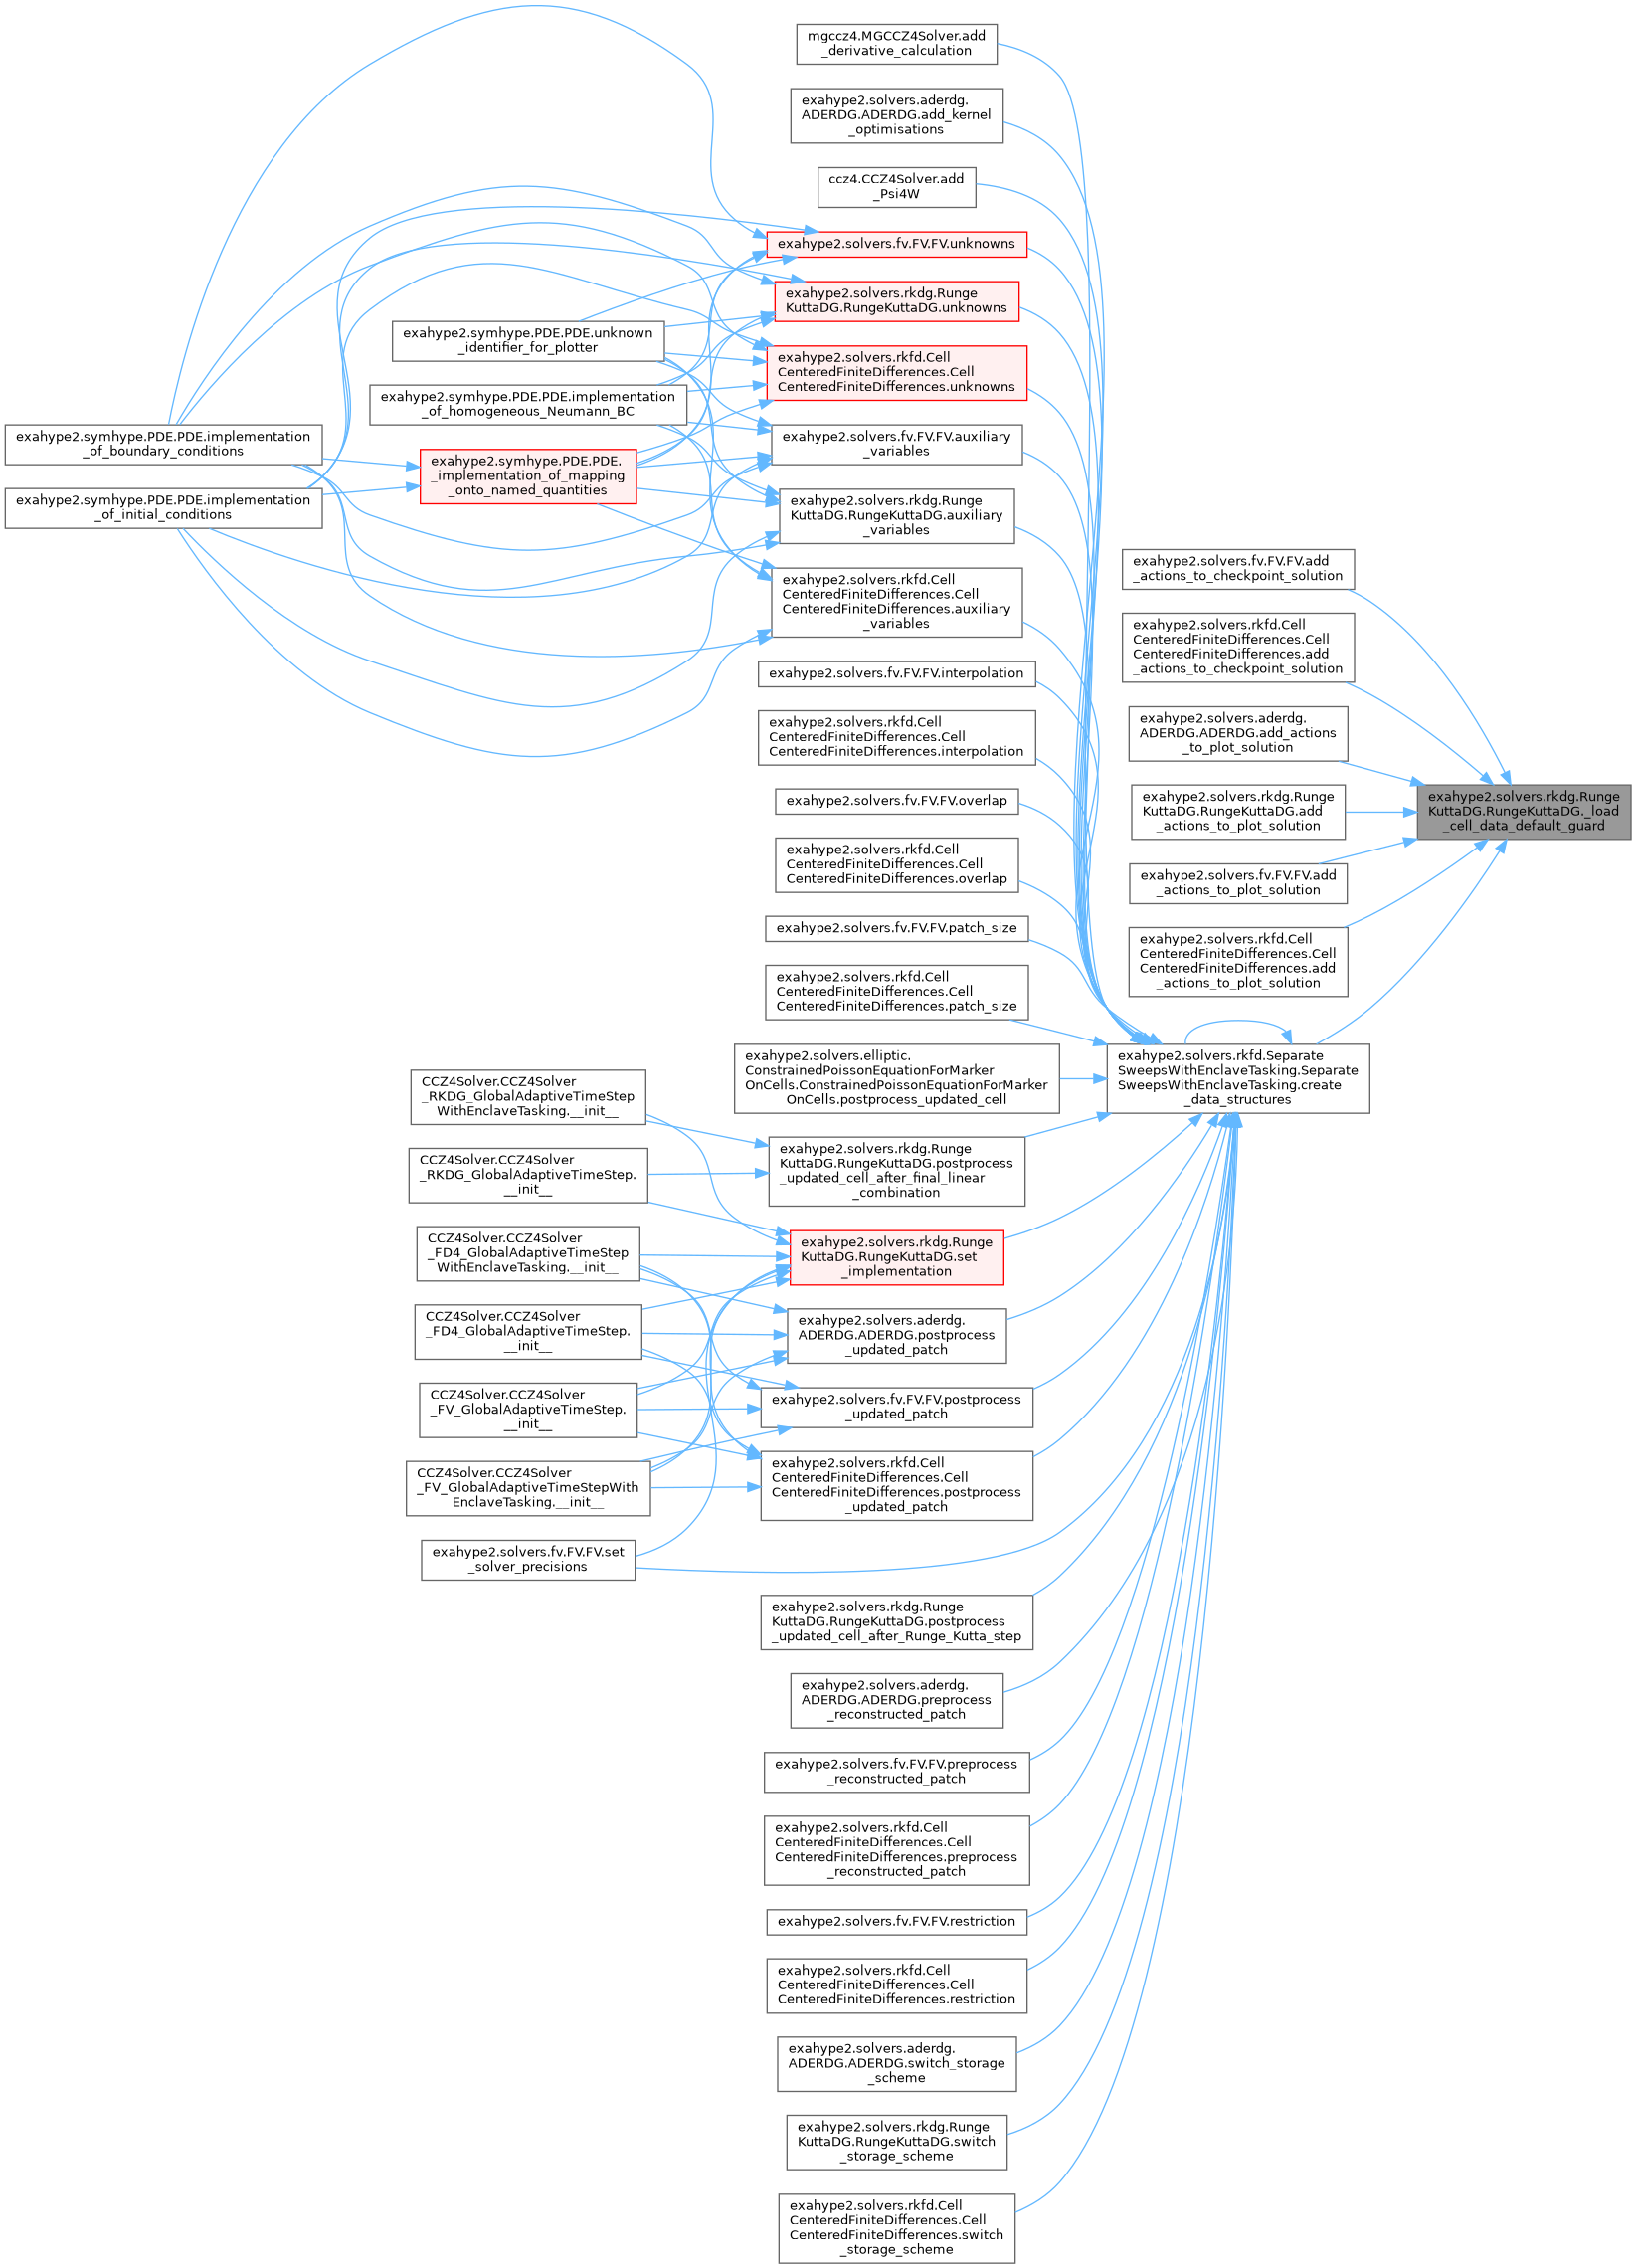 mgccz4.MGCCZ4Solver.add
_derivative_calculation
exahype2.solvers.aderdg.
ADERDG.ADERDG.add_kernel
_optimisations
ccz4.CCZ4Solver.add
_Psi4W
exahype2.solvers.fv.FV.FV.unknowns
exahype2.solvers.rkdg.Runge
KuttaDG.RungeKuttaDG.unknowns
exahype2.symhype.PDE.PDE.unknown
_identifier_for_plotter
exahype2.solvers.rkfd.Cell
CenteredFiniteDifferences.Cell
CenteredFiniteDifferences.unknowns
exahype2.symhype.PDE.PDE.implementation
_of_homogeneous_Neumann_BC
exahype2.symhype.PDE.PDE.implementation
_of_boundary_conditions
exahype2.solvers.fv.FV.FV.auxiliary
_variables
exahype2.symhype.PDE.PDE.
_implementation_of_mapping
_onto_named_quantities
exahype2.symhype.PDE.PDE.implementation
_of_initial_conditions
exahype2.solvers.rkdg.Runge
KuttaDG.RungeKuttaDG.auxiliary
_variables
exahype2.solvers.rkfd.Cell
CenteredFiniteDifferences.Cell
CenteredFiniteDifferences.auxiliary
_variables
exahype2.solvers.fv.FV.FV.add
_actions_to_checkpoint_solution
exahype2.solvers.rkfd.Cell
CenteredFiniteDifferences.Cell
CenteredFiniteDifferences.add
_actions_to_checkpoint_solution
exahype2.solvers.fv.FV.FV.interpolation
exahype2.solvers.rkfd.Cell
CenteredFiniteDifferences.Cell
CenteredFiniteDifferences.interpolation
exahype2.solvers.aderdg.
ADERDG.ADERDG.add_actions
_to_plot_solution
exahype2.solvers.fv.FV.FV.overlap
exahype2.solvers.rkdg.Runge
KuttaDG.RungeKuttaDG.add
_actions_to_plot_solution
exahype2.solvers.rkdg.Runge
KuttaDG.RungeKuttaDG._load
_cell_data_default_guard
exahype2.solvers.rkfd.Cell
CenteredFiniteDifferences.Cell
CenteredFiniteDifferences.overlap
exahype2.solvers.fv.FV.FV.add
_actions_to_plot_solution
exahype2.solvers.fv.FV.FV.patch_size
exahype2.solvers.rkfd.Cell
CenteredFiniteDifferences.Cell
CenteredFiniteDifferences.add
_actions_to_plot_solution
exahype2.solvers.rkfd.Cell
CenteredFiniteDifferences.Cell
CenteredFiniteDifferences.patch_size
exahype2.solvers.elliptic.
ConstrainedPoissonEquationForMarker
OnCells.ConstrainedPoissonEquationForMarker
OnCells.postprocess_updated_cell
exahype2.solvers.rkfd.Separate
SweepsWithEnclaveTasking.Separate
SweepsWithEnclaveTasking.create
_data_structures
CCZ4Solver.CCZ4Solver
_RKDG_GlobalAdaptiveTimeStep
WithEnclaveTasking.__init__
exahype2.solvers.rkdg.Runge
KuttaDG.RungeKuttaDG.postprocess
_updated_cell_after_final_linear
_combination
CCZ4Solver.CCZ4Solver
_RKDG_GlobalAdaptiveTimeStep.
__init__
exahype2.solvers.rkdg.Runge
KuttaDG.RungeKuttaDG.set
_implementation
CCZ4Solver.CCZ4Solver
_FD4_GlobalAdaptiveTimeStep
WithEnclaveTasking.__init__
CCZ4Solver.CCZ4Solver
_FD4_GlobalAdaptiveTimeStep.
__init__
exahype2.solvers.aderdg.
ADERDG.ADERDG.postprocess
_updated_patch
CCZ4Solver.CCZ4Solver
_FV_GlobalAdaptiveTimeStep.
__init__
exahype2.solvers.fv.FV.FV.postprocess
_updated_patch
CCZ4Solver.CCZ4Solver
_FV_GlobalAdaptiveTimeStepWith
EnclaveTasking.__init__
exahype2.solvers.rkfd.Cell
CenteredFiniteDifferences.Cell
CenteredFiniteDifferences.postprocess
_updated_patch
exahype2.solvers.fv.FV.FV.set
_solver_precisions
exahype2.solvers.rkdg.Runge
KuttaDG.RungeKuttaDG.postprocess
_updated_cell_after_Runge_Kutta_step
exahype2.solvers.aderdg.
ADERDG.ADERDG.preprocess
_reconstructed_patch
exahype2.solvers.fv.FV.FV.preprocess
_reconstructed_patch
exahype2.solvers.rkfd.Cell
CenteredFiniteDifferences.Cell
CenteredFiniteDifferences.preprocess
_reconstructed_patch
exahype2.solvers.fv.FV.FV.restriction
exahype2.solvers.rkfd.Cell
CenteredFiniteDifferences.Cell
CenteredFiniteDifferences.restriction
exahype2.solvers.aderdg.
ADERDG.ADERDG.switch_storage
_scheme
exahype2.solvers.rkdg.Runge
KuttaDG.RungeKuttaDG.switch
_storage_scheme
exahype2.solvers.rkfd.Cell
CenteredFiniteDifferences.Cell
CenteredFiniteDifferences.switch
_storage_scheme